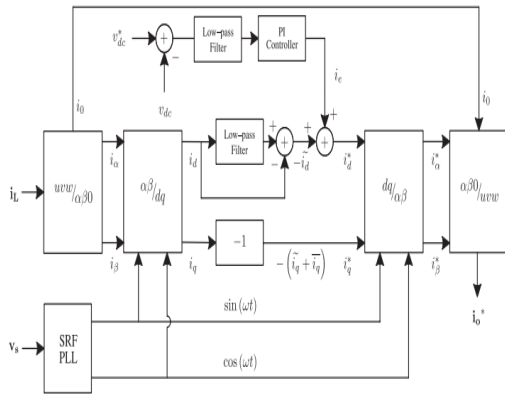 v*dc
+
−
Low–pass Filter
PI Controller
vdc
ie
i0
i0
iL
uvw/αβ0
iα
iβ
αβ/dq
id
iq
Low–pass Filter
+
−
+
−ĩd
+
+
+
i*d
−1
−(ĩq + īq)
i*q
dq/αβ
i*α
i*β
αβ0/uvw
io*
vs
SRF PLL
sin (ωt)
cos (ωt)